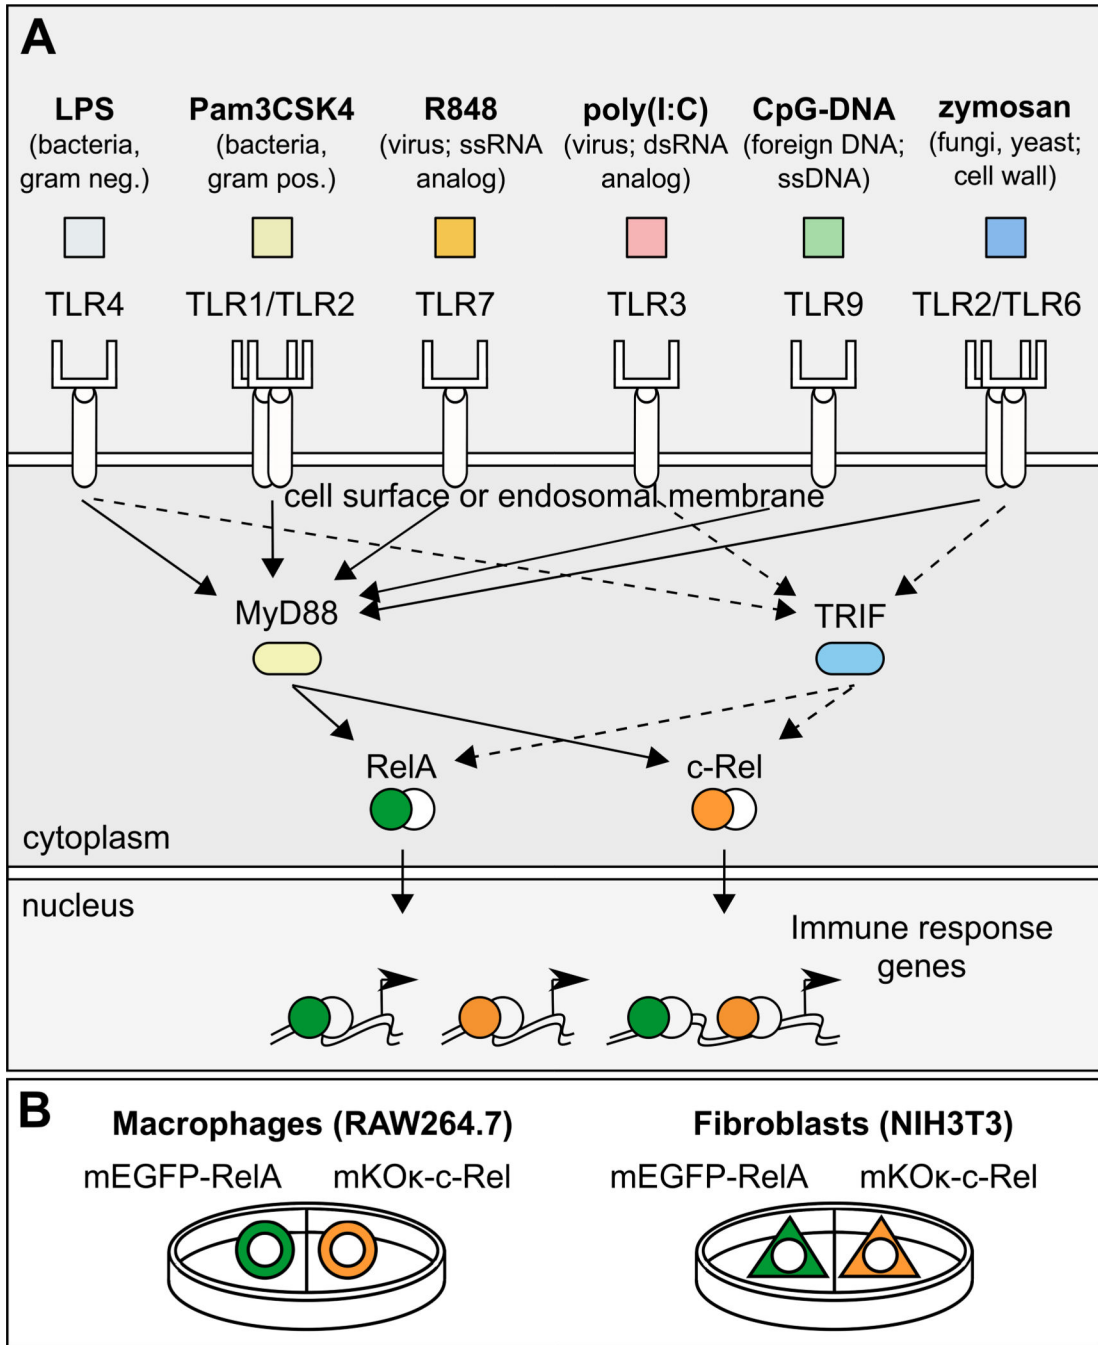 A
LPS
(bacteria,
gram neg.)
Pam3CSK4
(bacteria,
gram pos.)
R848
(virus; ssRNA
analog)
poly(I:C)
(virus; dsRNA
analog)
CpG-DNA
(foreign DNA;
ssDNA)
zymosan
(fungi, yeast;
cell wall)
TLR4
TLR1/TLR2
TLR7
TLR3
TLR9
TLR2/TLR6
cell surface or endosomal membrane
MyD88
TRIF
RelA
c-Rel
cytoplasm
nucleus
Immune response
genes
B
Macrophages (RAW264.7)
mEGFP-RelA
mKOκ-c-Rel
Fibroblasts (NIH3T3)
mEGFP-RelA
mKOκ-c-Rel